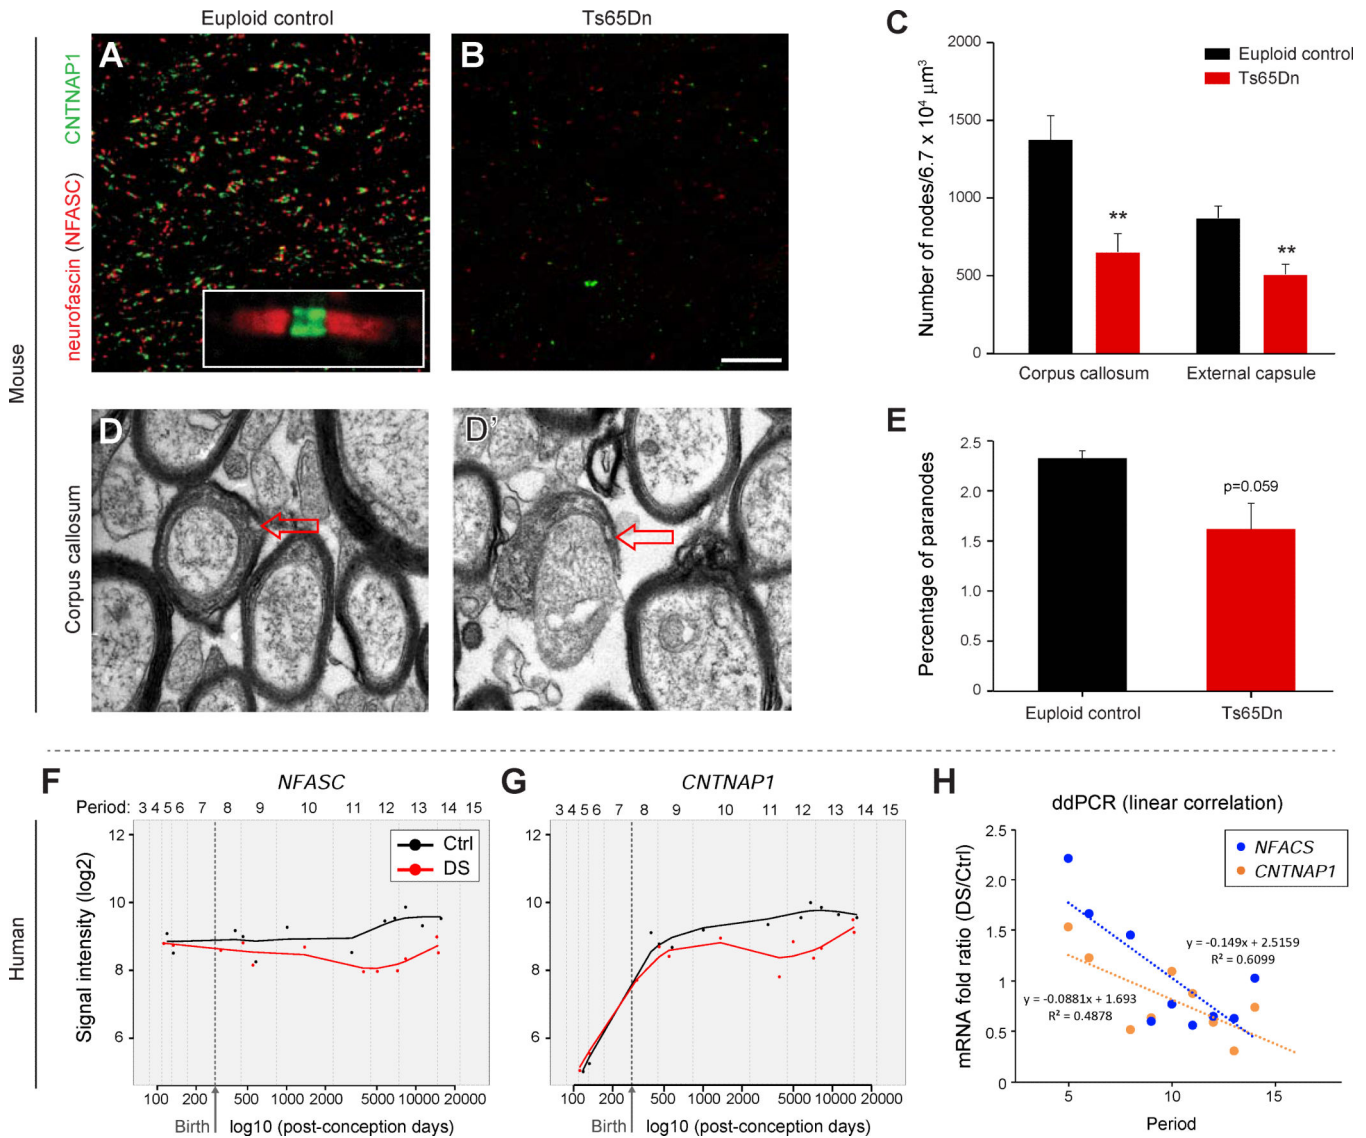 Euploid control
Ts65Dn
Mouse
neurofascin (NFASC) CNTNAP1
A
B
C
2000
1500
1000
500
0
Number of nodes/6.7 x 10⁴ µm³
Euploid control
Ts65Dn
**
**
Corpus callosum
External capsule
Corpus callosum
D
D'
E
2.5
2.0
1.5
1.0
0.5
0
Percentage of paranodes
p=0.059
Euploid control
Ts65Dn
Human
F
NFASC
Period: 3 4 5 6 7 8 9 10 11 12 13 14 15
12
10
8
6
Signal intensity (log2)
Ctrl
DS
100 200 500 1000 2000 5000 10000 20000
Birth
log10 (post-conception days)
G
CNTNAP1
3 4 5 6 7 8 9 10 11 12 13 14 15
12
10
8
6
100 200 500 1000 2000 5000 10000 20000
Birth
log10 (post-conception days)
H
ddPCR (linear correlation)
2.5
2.0
1.5
1.0
0.5
0
mRNA fold ratio (DS/Ctrl)
NFACS
CNTNAP1
y = -0.149x + 2.5159
R² = 0.6099
y = -0.0881x + 1.693
R² = 0.4878
5 10 15
Period